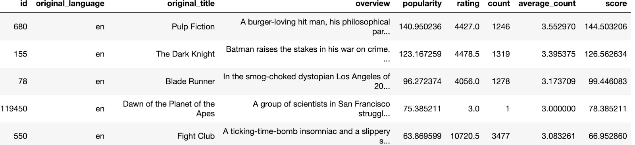 id original_language original_title overview popularity rating count average_count score
680 en Pulp Fiction A burger-loving hit man, his philosophical par... 140.950236 4427.0 1246 3.552970 144.503206
155 en The Dark Knight Batman raises the stakes in his war on crime. ... 123.167259 4478.5 1319 3.395375 126.562634
78 en Blade Runner In the smog-choked dystopian Los Angeles of 20... 96.272374 4056.0 1278 3.173709 99.446083
119450 en Dawn of the Planet of the Apes A group of scientists in San Francisco struggl... 75.385211 3.0 1 3.000000 78.385211
550 en Fight Club A ticking-time-bomb insomniac and a slippery s... 63.869599 10720.5 3477 3.083261 66.952860